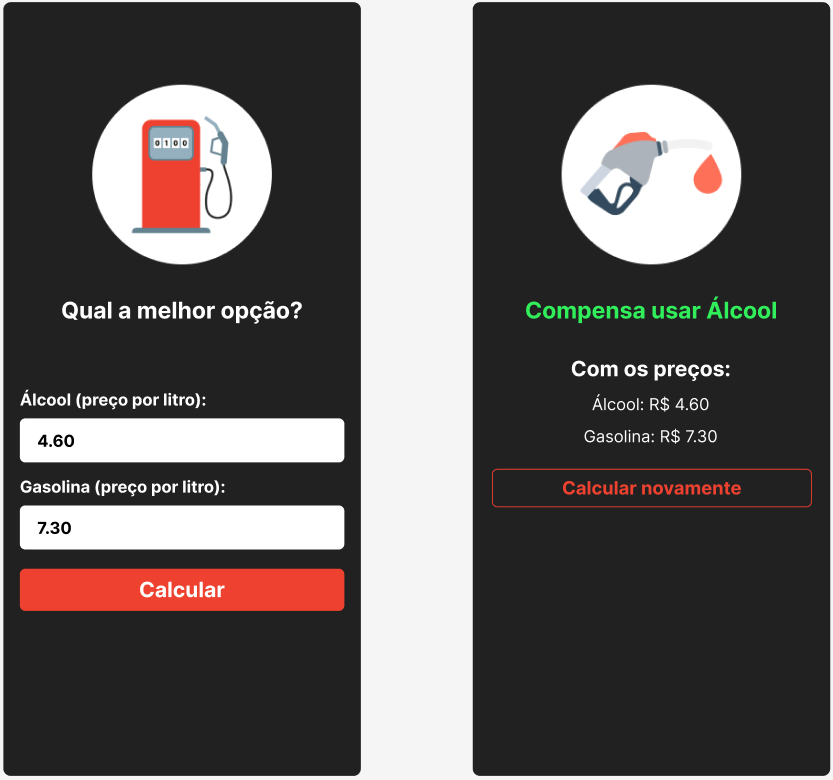 0100
Qual a melhor opção?
Álcool (preço por litro):
4.60
Gasolina (preço por litro):
7.30
Calcular
Compensa usar Álcool
Com os preços:
Álcool: R$ 4.60
Gasolina: R$ 7.30
Calcular novamente